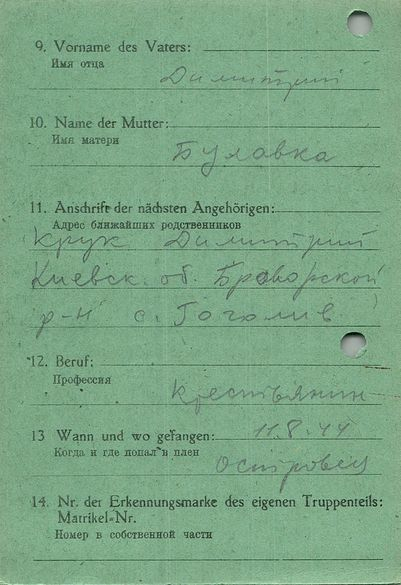 9. Vorname des Vaters:
Имя отца
Димитрий
10. Name der Mutter:
Имя матери
Булавка
11. Anschrift der nächsten Angehörigen:
Адрес ближайших родственников
Крук Димитрий
Киевск. об. Броворской
р-н с. Гоголив
12. Beruf:
Профессия
крестьянин
13 Wann und wo gefangen: 11.8.44
Когда и где попал в плен
Островец
14. Nr. der Erkennungsmarke des eigenen Truppenteils:
Matrikel-Nr.
Номер в собственной части